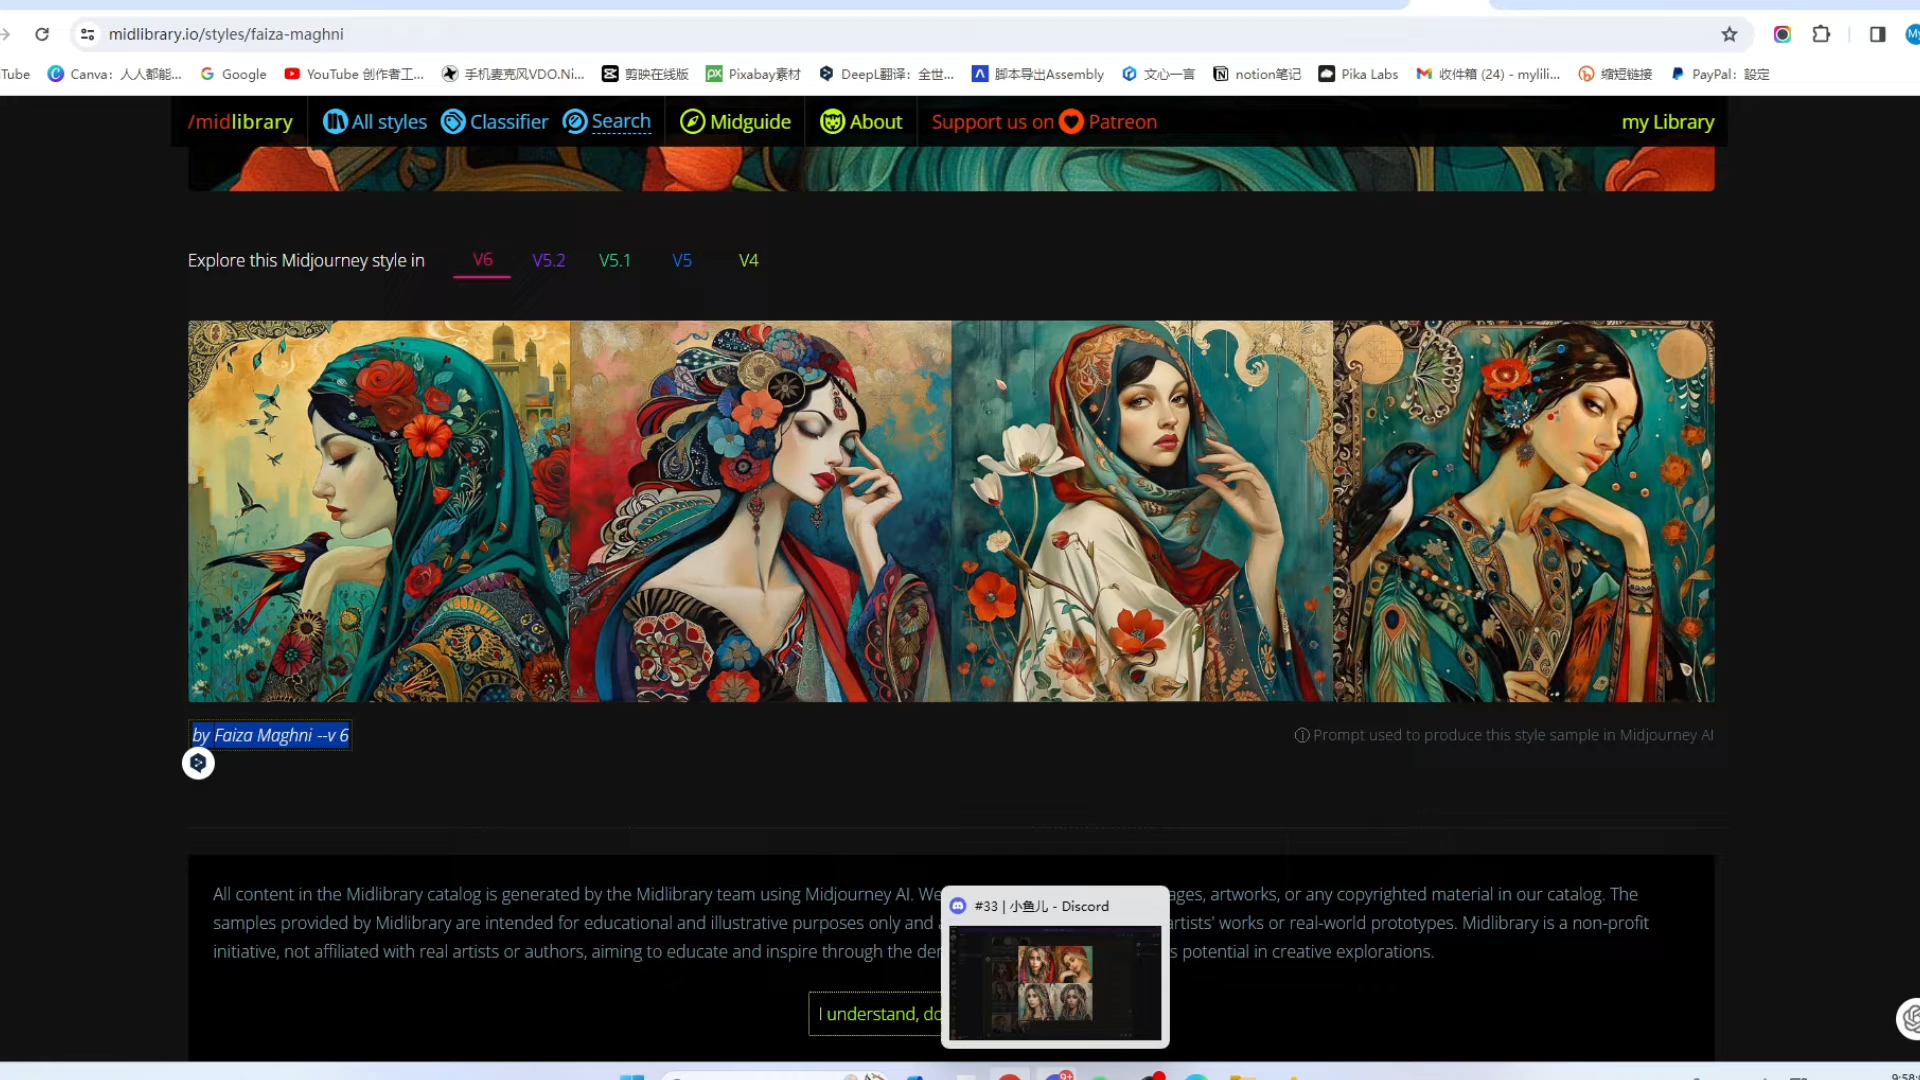 midlibrary.io/styles/faiza-maghni
Tube Canva：人人都能... Google YouTube 创作者工... 手机麦克风VDO.Ni... 剪映在线版 Pixabay素材 DeepL翻译：全世... 脚本导出Assembly 文心一言 notion笔记 Pika Labs 收件箱 (24) - mylili... 缩短链接 PayPal：設定
/midlibrary All styles Classifier Search Midguide About Support us on Patreon my Library
Explore this Midjourney style in V6 V5.2 V5.1 V5 V4
by Faiza Maghni --v 6
Prompt used to produce this style sample in Midjourney AI
All content in the Midlibrary catalog is generated by the Midlibrary team using Midjourney AI. We ages, artworks, or any copyrighted material in our catalog. The
samples provided by Midlibrary are intended for educational and illustrative purposes only and artists' works or real-world prototypes. Midlibrary is a non-profit
initiative, not affiliated with real artists or authors, aiming to educate and inspire through the de s potential in creative explorations.
#33 | 小鱼儿 - Discord
I understand, do
9+
9:58